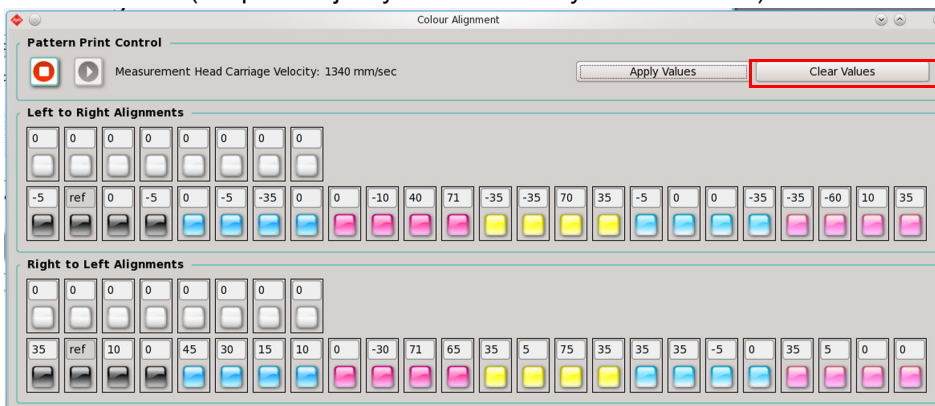 Colour Alignment
Pattern Print Control
Measurement Head Carriage Velocity: 1340 mm/sec
Apply Values
Clear Values
Left to Right Alignments
0 0 0 0 0 0 0 0
-5 ref 0 -5 0 -5 -35 0 0 -10 40 71 -35 -35 70 35 -5 0 0 -35 -35 -60 10 35
Right to Left Alignments
0 0 0 0 0 0 0 0
35 ref 10 0 45 30 15 10 0 -30 71 65 35 5 75 35 35 35 -5 0 35 5 0 0